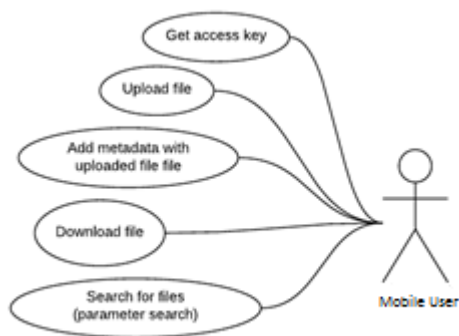 Get access key
Upload file
Add metadata with
uploaded file file
Download file
Search for files
(parameter search)
Mobile User